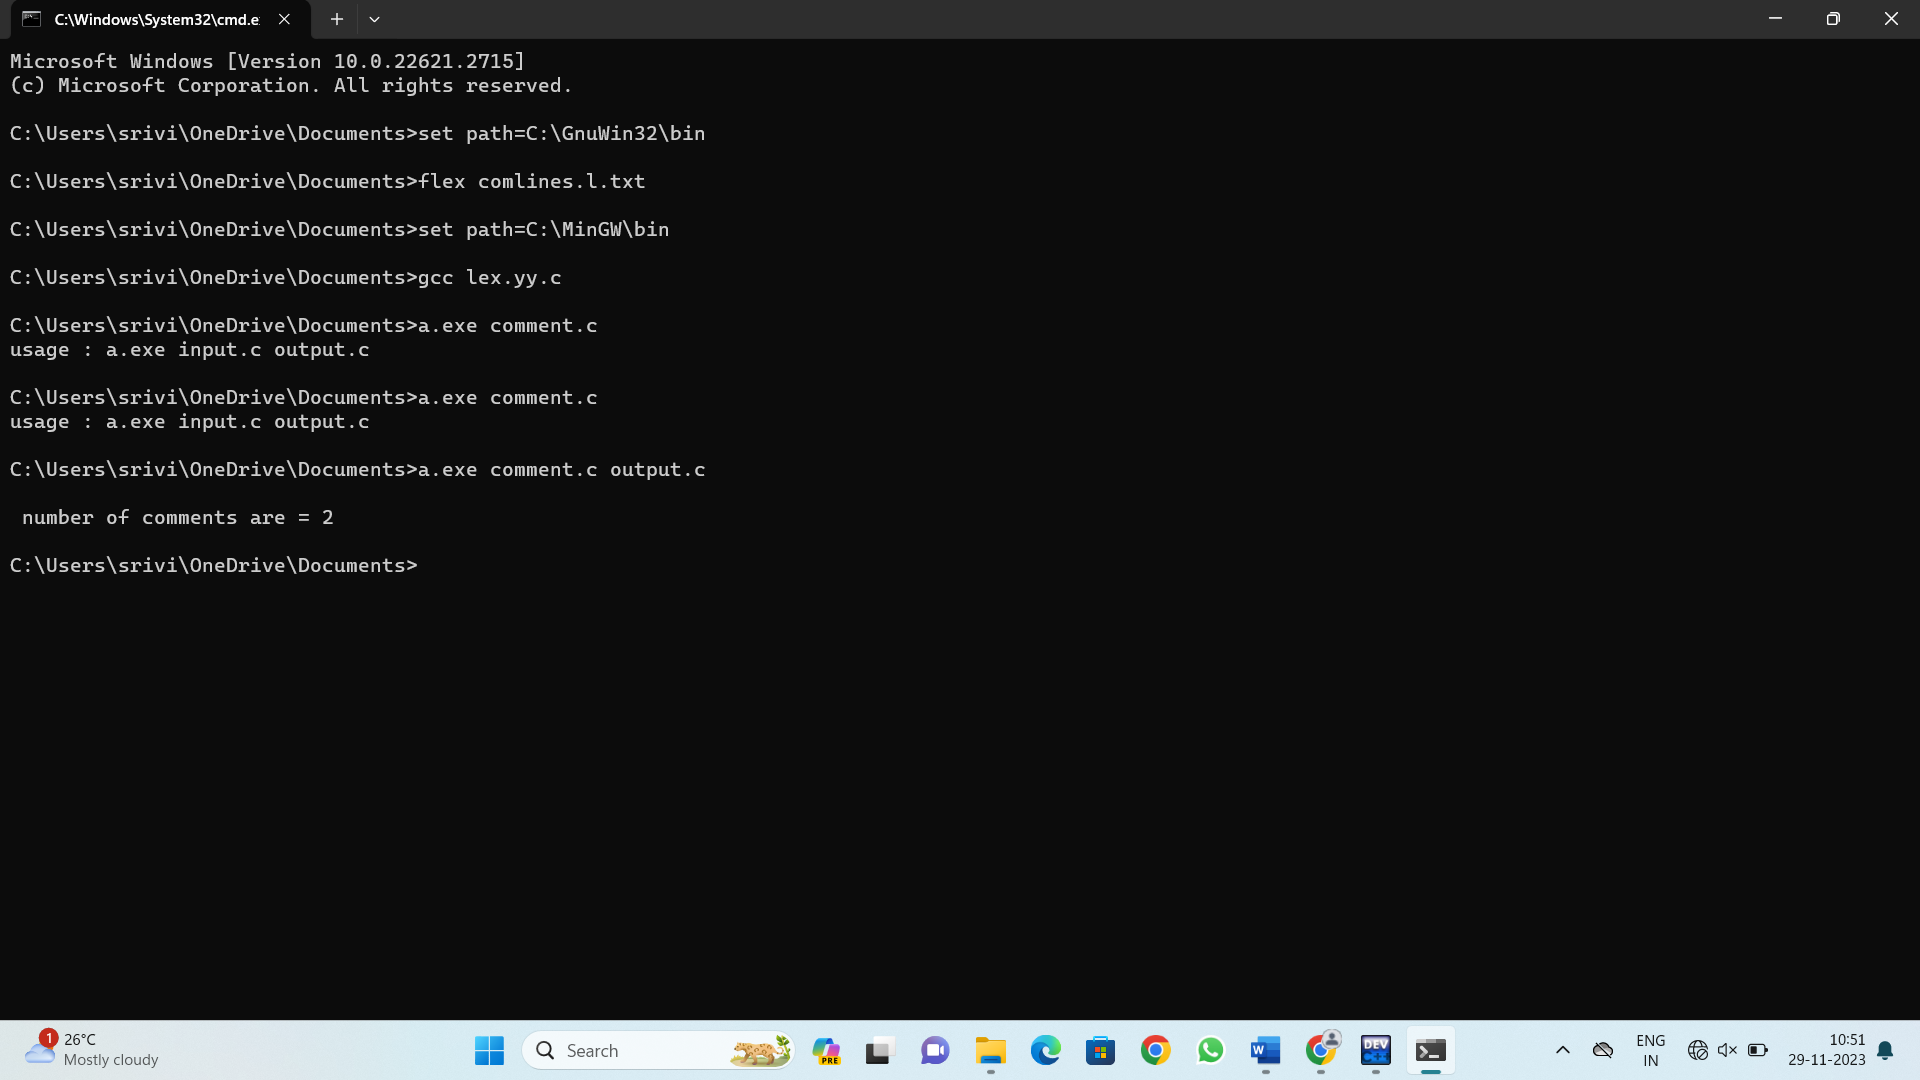 C:\Windows\System32\cmd.e
Microsoft Windows [Version 10.0.22621.2715]
(c) Microsoft Corporation. All rights reserved.
C:\Users\srivi\OneDrive\Documents>set path=C:\GnuWin32\bin
C:\Users\srivi\OneDrive\Documents>flex comlines.l.txt
C:\Users\srivi\OneDrive\Documents>set path=C:\MinGW\bin
C:\Users\srivi\OneDrive\Documents>gcc lex.yy.c
C:\Users\srivi\OneDrive\Documents>a.exe comment.c
usage : a.exe input.c output.c
C:\Users\srivi\OneDrive\Documents>a.exe comment.c
usage : a.exe input.c output.c
C:\Users\srivi\OneDrive\Documents>a.exe comment.c output.c
number of comments are = 2
C:\Users\srivi\OneDrive\Documents>
1
26°C
Mostly cloudy
Search
PRE
W
DEV
C++
ENG
IN
10:51
29-11-2023